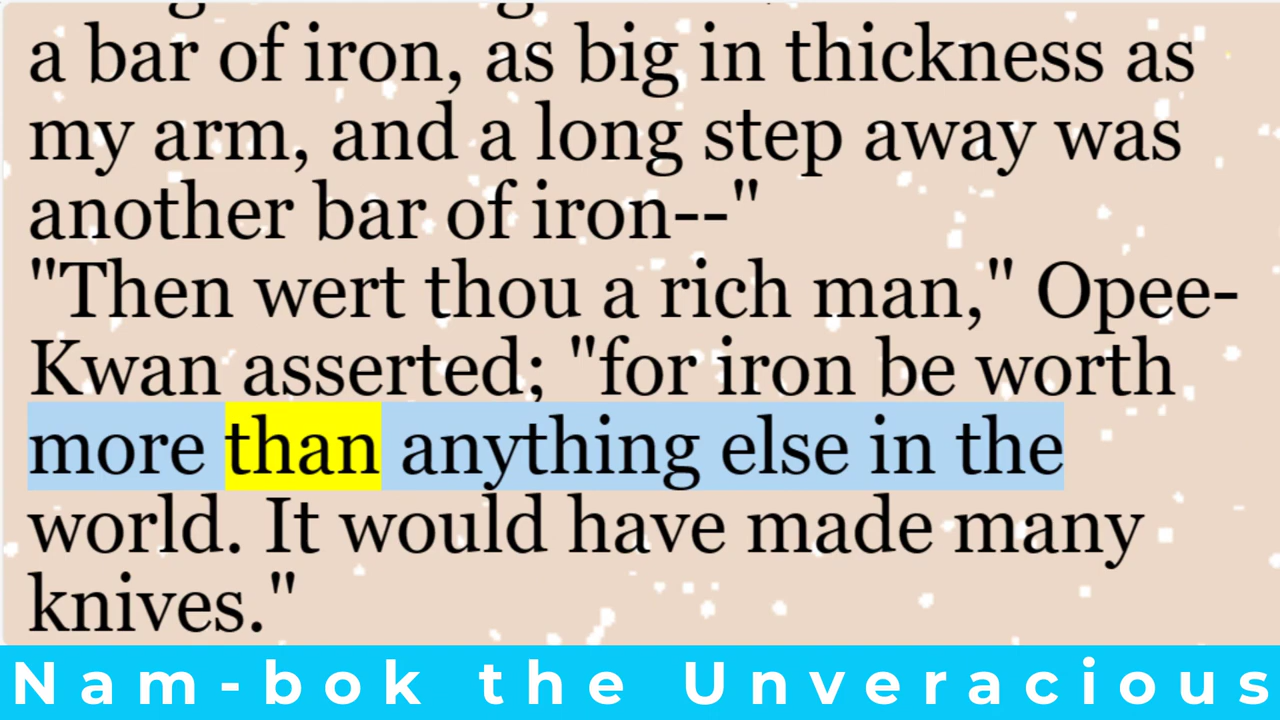 a bar of iron, as big in thickness as
my arm, and a long step away was
another bar of iron--"
"Then wert thou a rich man," Opee-
Kwan asserted; "for iron be worth
more than anything else in the
world. It would have made many
knives."
Nam-bok the Unveracious